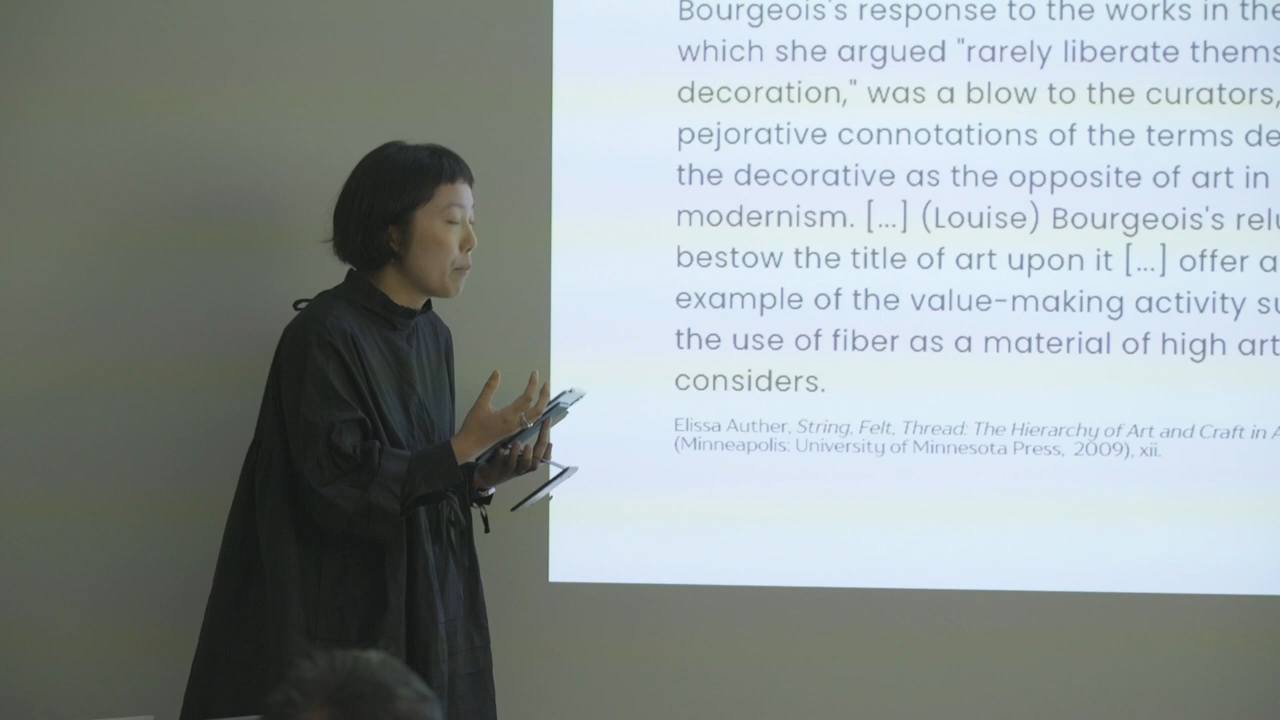 Bourgeois's response to the works in the
which she argued "rarely liberate thems
decoration," was a blow to the curators,
pejorative connotations of the terms de
the decorative as the opposite of art in
modernism. [...] (Louise) Bourgeois's relu
bestow the title of art upon it [...] offer a
example of the value-making activity su
the use of fiber as a material of high art
considers.
Elissa Auther, String, Felt, Thread: The Hierarchy of Art and Craft in A
(Minneapolis: University of Minnesota Press, 2009), xii.